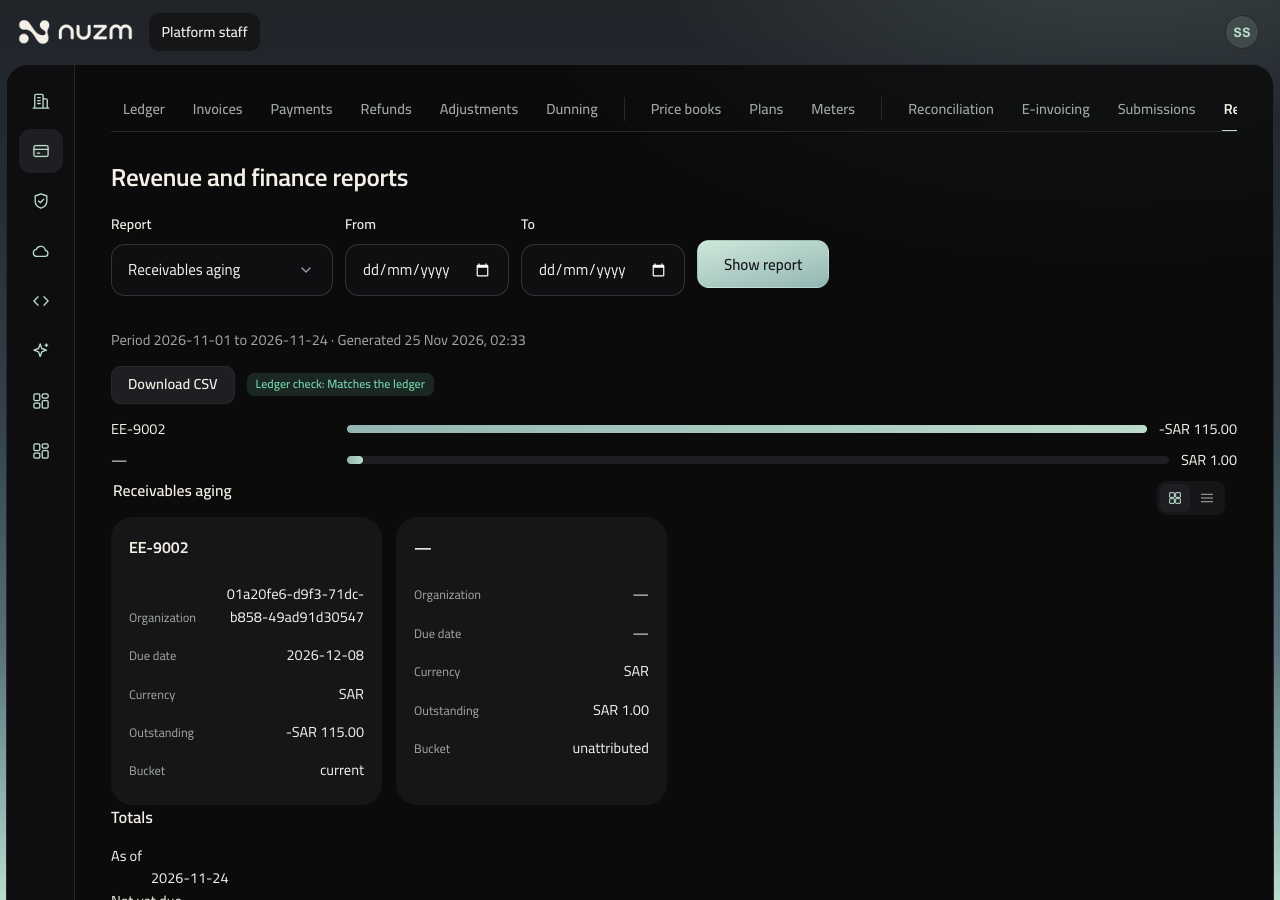 nuzm
Platform staff
SS
Ledger
Invoices
Payments
Refunds
Adjustments
Dunning
Price books
Plans
Meters
Reconciliation
E-invoicing
Submissions
Revenue and finance reports
Report
From
To
Receivables aging
dd/mm/yyyy
dd/mm/yyyy
Show report
Period 2026-11-01 to 2026-11-24 · Generated 25 Nov 2026, 02:33
Download CSV
Ledger check: Matches the ledger
EE-9002
-SAR 115.00
—
SAR 1.00
Receivables aging
EE-9002
Organization
01a20fe6-d9f3-71dc-
b858-49ad91d30547
Due date
2026-12-08
Currency
SAR
Outstanding
-SAR 115.00
Bucket
current
—
Organization
—
Due date
—
Currency
SAR
Outstanding
SAR 1.00
Bucket
unattributed
Totals
As of
2026-11-24